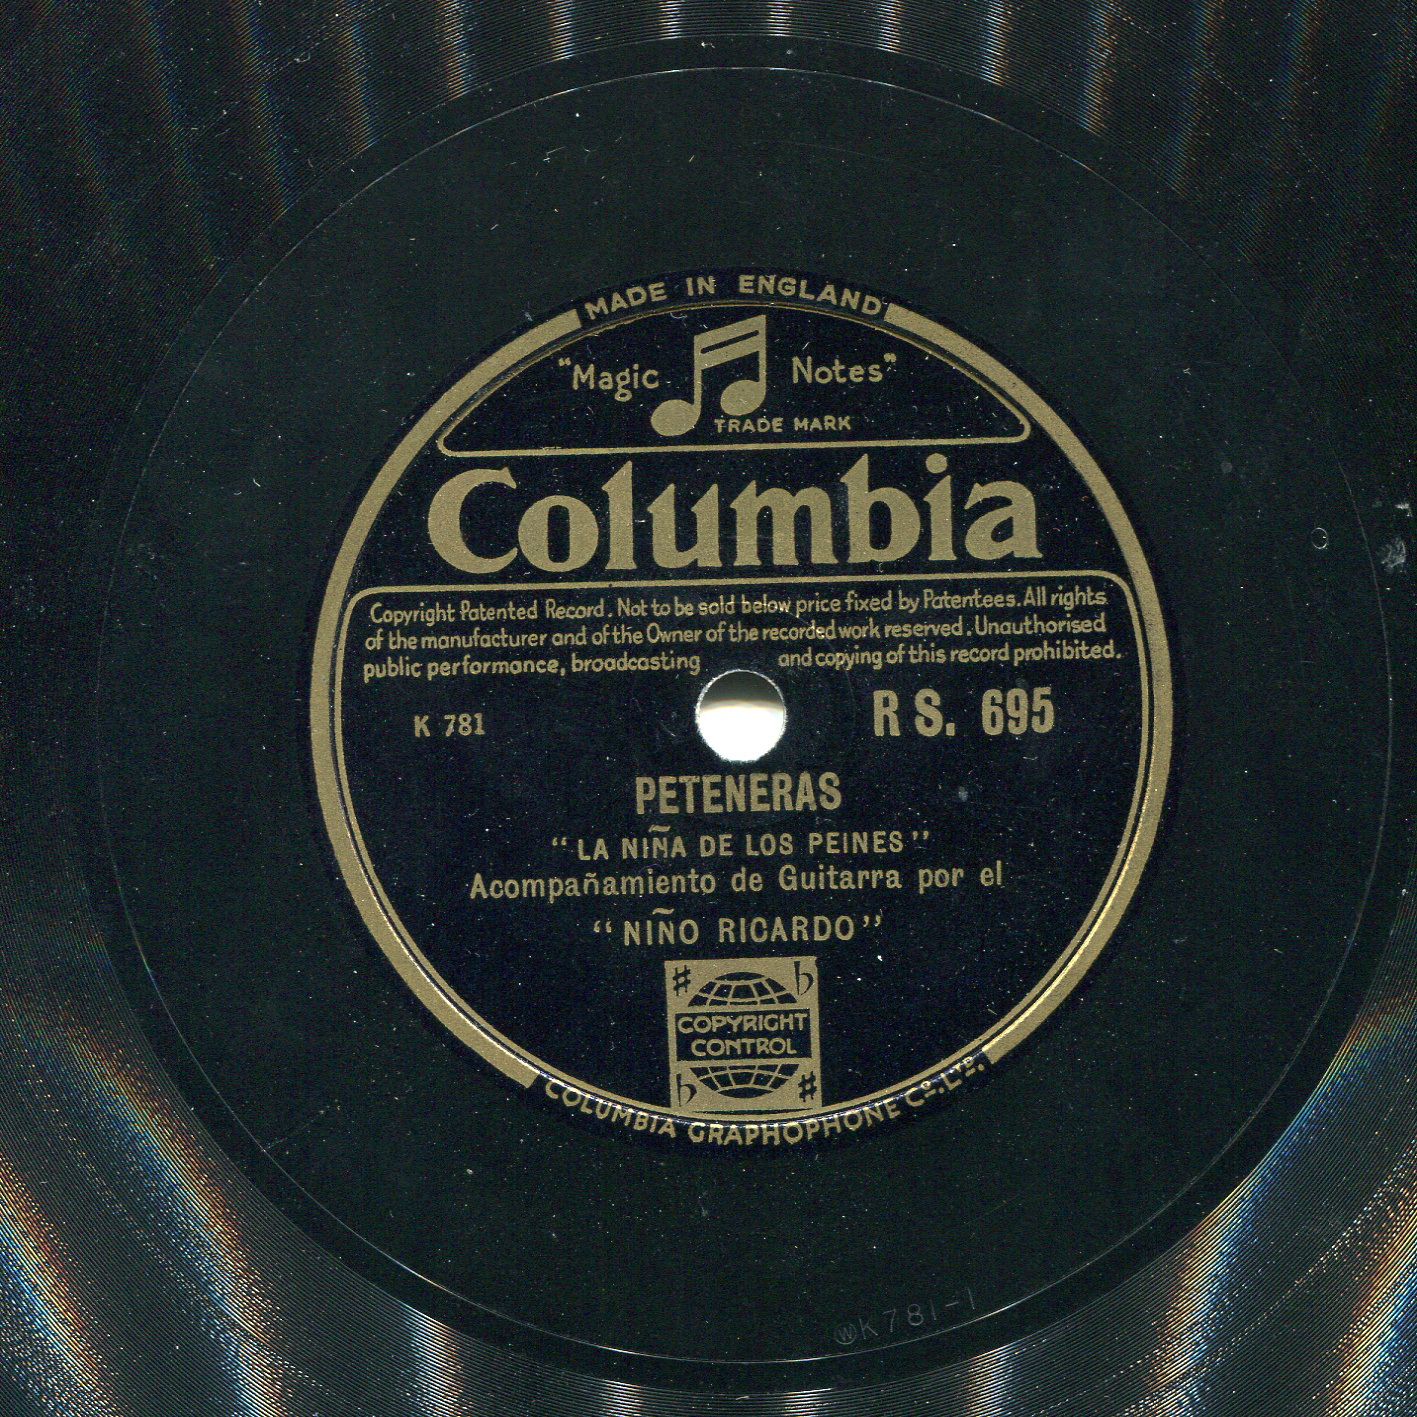 MADE IN ENGLAND
"Magic Notes"
TRADE MARK
Columbia
Copyright Patented Record. Not to be sold below price fixed by Patentees. All rights
of the manufacturer and of the Owner of the recorded work reserved. Unauthorised
public performance, broadcasting and copying of this record prohibited.
K 781
R S. 695
PETENERAS
"LA NIÑA DE LOS PEINES"
Acompañamiento de Guitarra por el
"NIÑO RICARDO"
♯ ♭
COPYRIGHT
CONTROL
♭ ♯
COLUMBIA GRAPHOPHONE Co. LTD.
Ⓦ K 781-1